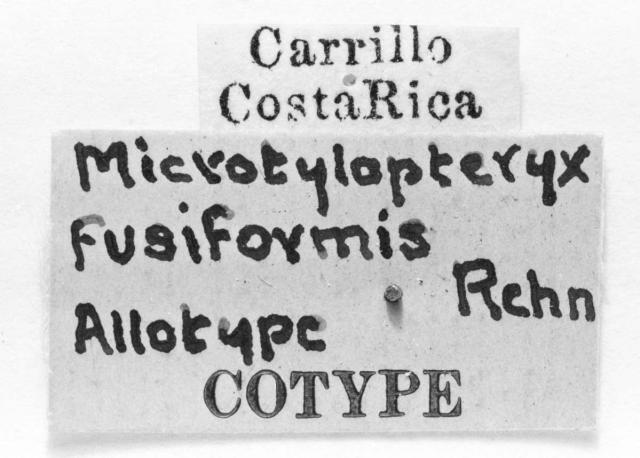 Carrillo
CostaRica
Microtylopteryx
fusiformis
Rehn
Allotype
COTYPE